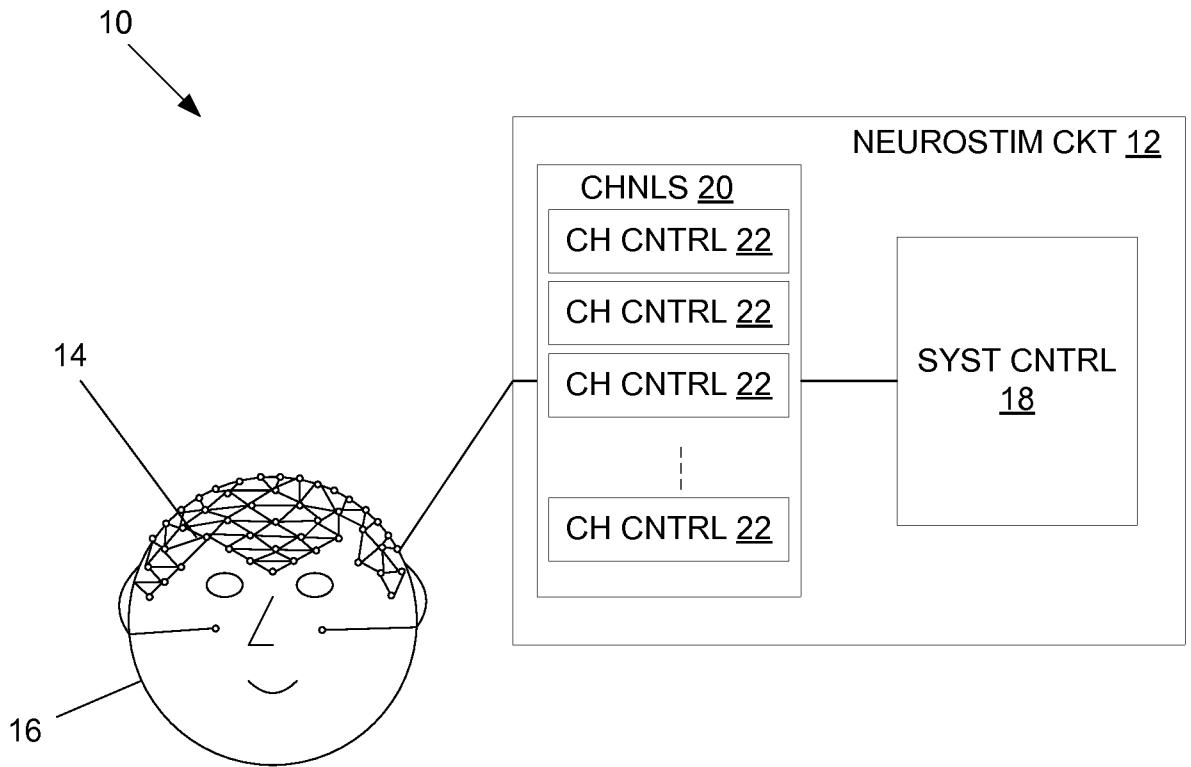 10
NEUROSTIM CKT 12
CHNLS 20
CH CNTRL 22
CH CNTRL 22
CH CNTRL 22
CH CNTRL 22
SYST CNTRL
18
14
16